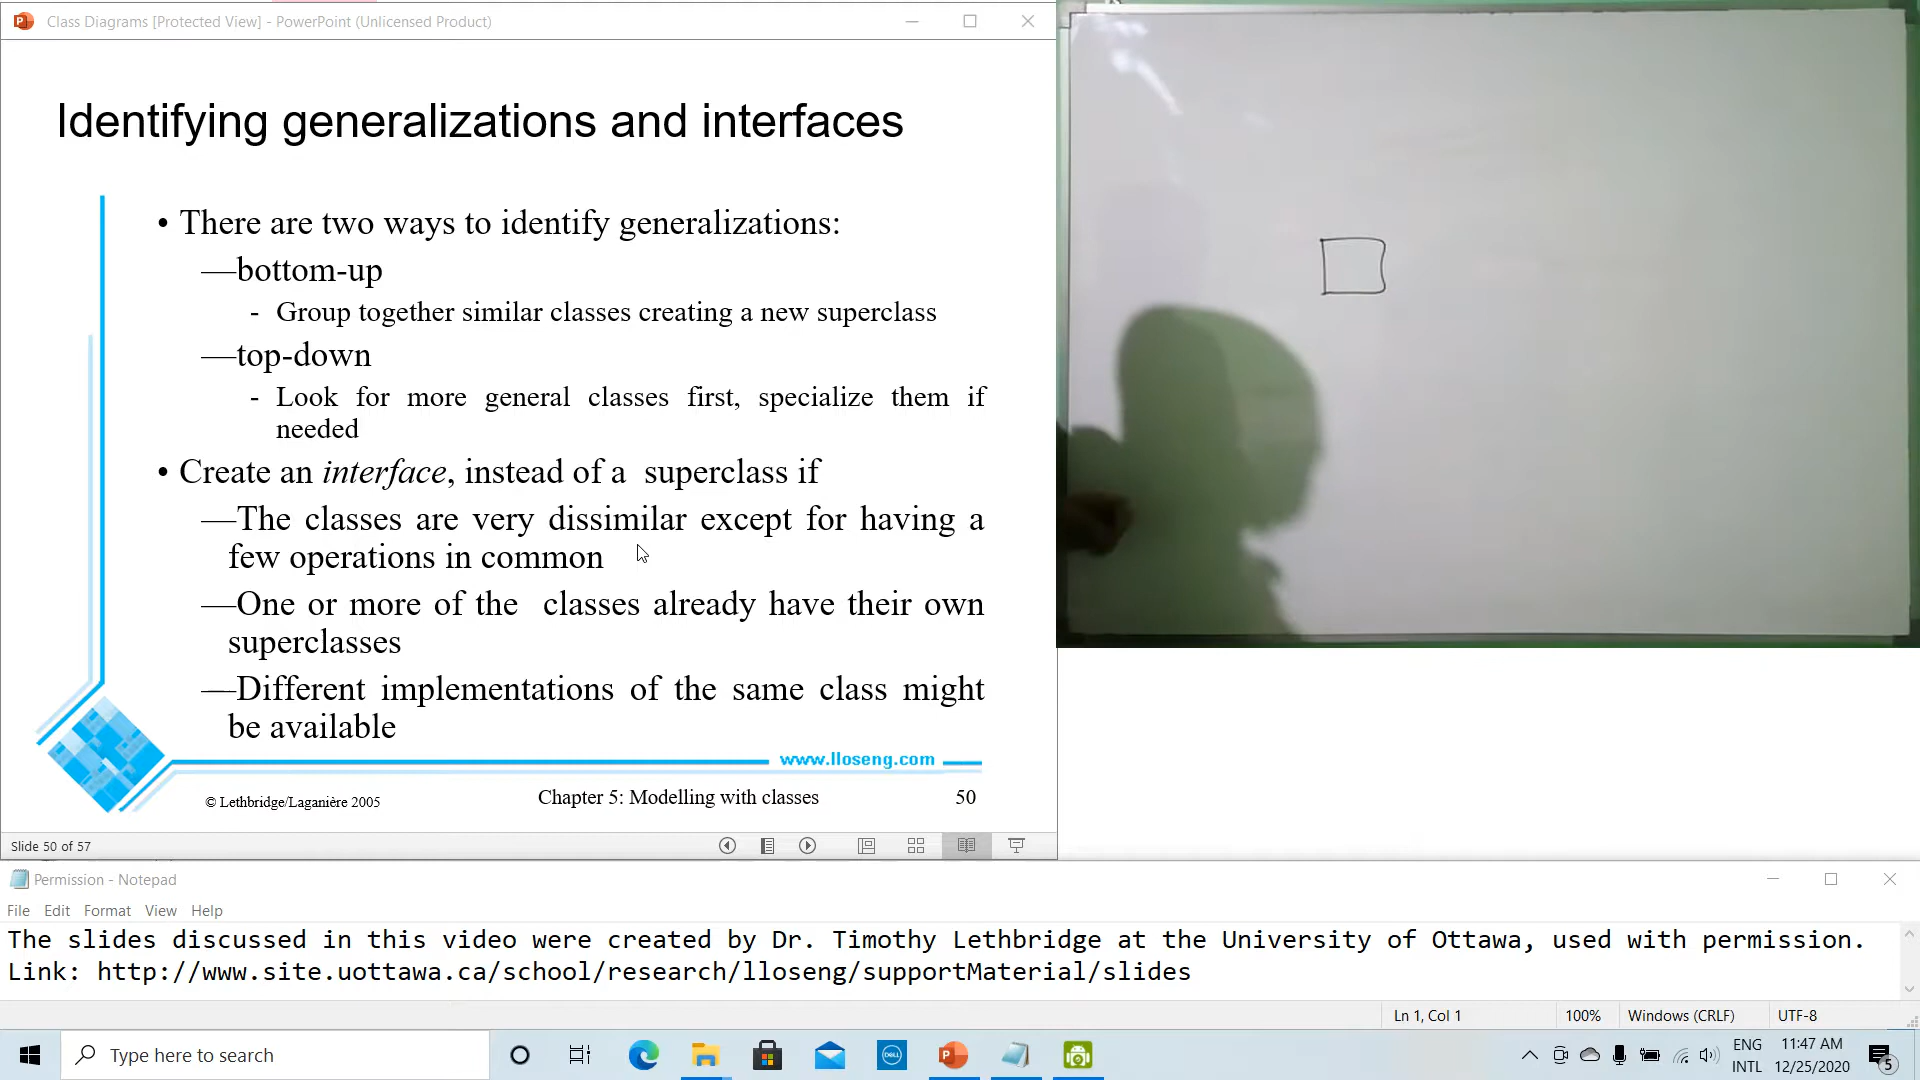 Class Diagrams [Protected View] - PowerPoint (Unlicensed Product)
Identifying generalizations and interfaces
• There are two ways to identify generalizations:
—bottom-up
- Group together similar classes creating a new superclass
—top-down
- Look for more general classes first, specialize them if
needed
• Create an interface, instead of a superclass if
—The classes are very dissimilar except for having a
few operations in common
—One or more of the classes already have their own
superclasses
—Different implementations of the same class might
be available
www.lloseng.com
© Lethbridge/Laganière 2005
Chapter 5: Modelling with classes
50
Slide 50 of 57
Permission - Notepad
File Edit Format View Help
The slides discussed in this video were created by Dr. Timothy Lethbridge at the University of Ottawa, used with permission.
Link: http://www.site.uottawa.ca/school/research/lloseng/supportMaterial/slides
Ln 1, Col 1
100%
Windows (CRLF)
UTF-8
Type here to search
DELL
ENG
INTL
11:47 AM
12/25/2020
5